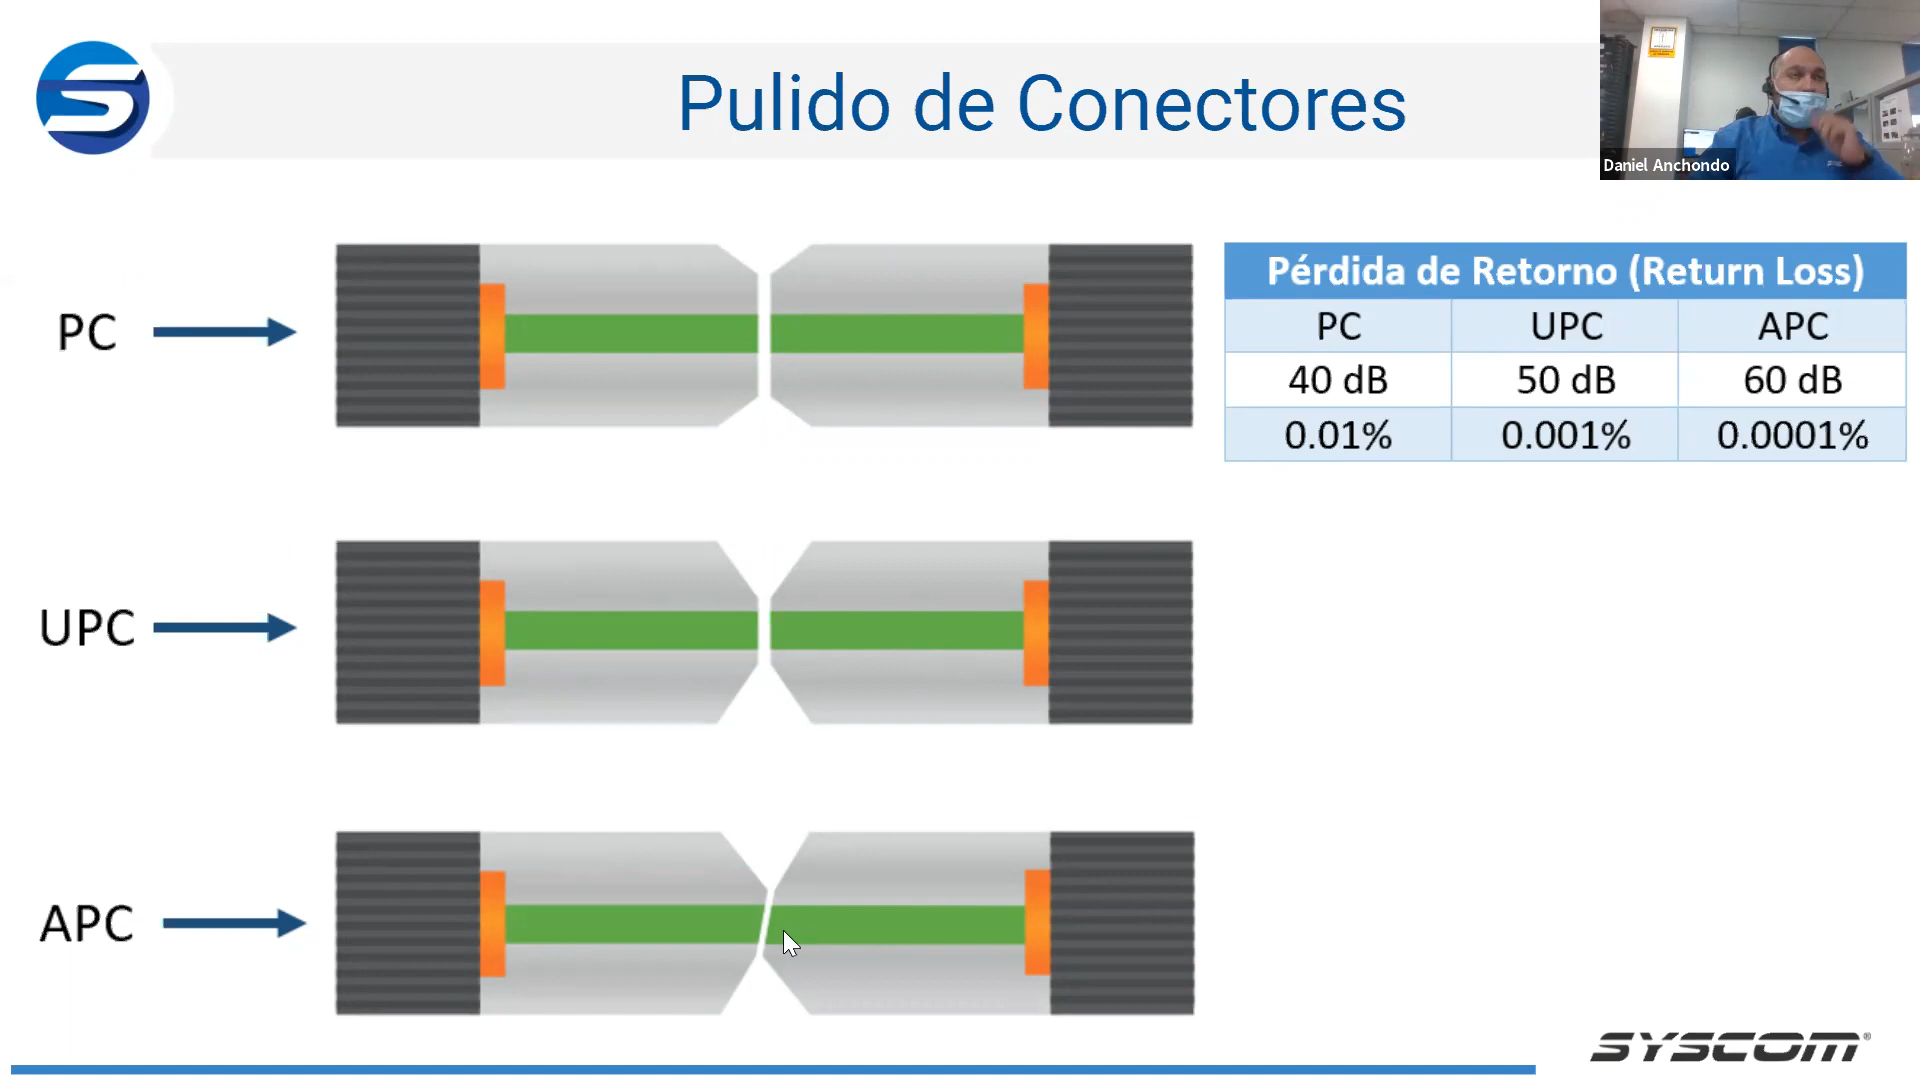 Pulido de Conectores
Daniel Anchondo
PC
Pérdida de Retorno (Return Loss)
PC UPC APC
40 dB 50 dB 60 dB
0.01% 0.001% 0.0001%
UPC
APC
SYSCOM®